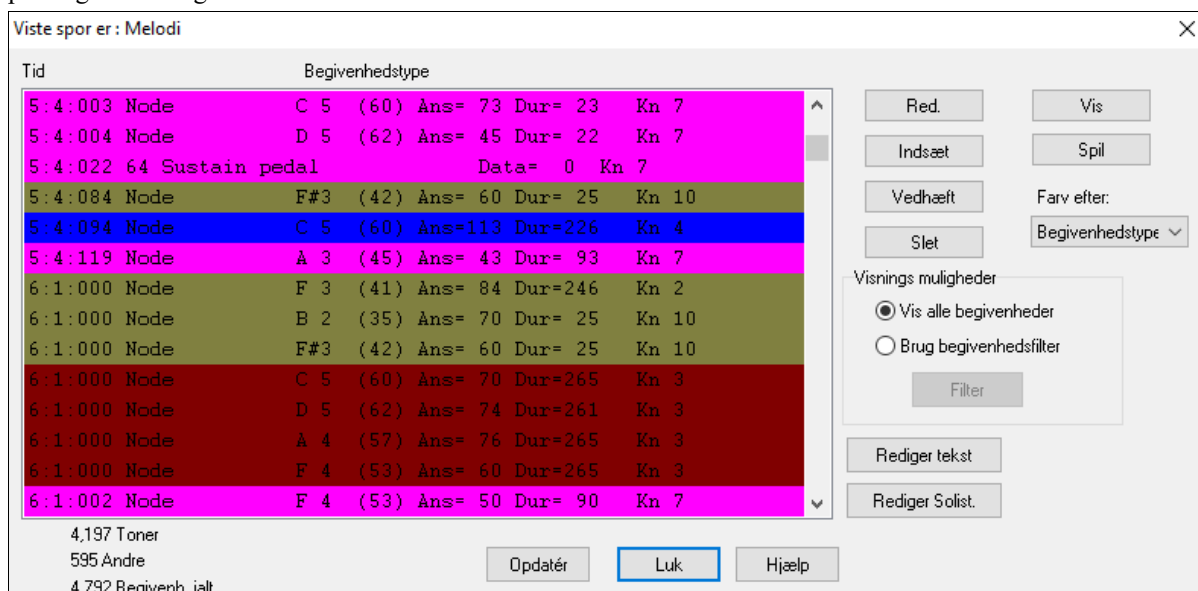 Viste spor er : Melodi
Tid Begivenhedstype
5:4:003 Node C 5 (60) Ans= 73 Dur= 23 Kn 7
5:4:004 Node D 5 (62) Ans= 45 Dur= 22 Kn 7
5:4:022 64 Sustain pedal Data= 0 Kn 7
5:4:084 Node F#3 (42) Ans= 60 Dur= 25 Kn 10
5:4:094 Node C 5 (60) Ans=113 Dur=226 Kn 4
5:4:119 Node A 3 (45) Ans= 43 Dur= 93 Kn 7
6:1:000 Node F 3 (41) Ans= 84 Dur=246 Kn 2
6:1:000 Node B 2 (35) Ans= 70 Dur= 25 Kn 10
6:1:000 Node F#3 (42) Ans= 60 Dur= 25 Kn 10
6:1:000 Node C 5 (60) Ans= 70 Dur=265 Kn 3
6:1:000 Node D 5 (62) Ans= 74 Dur=261 Kn 3
6:1:000 Node A 4 (57) Ans= 76 Dur=265 Kn 3
6:1:000 Node F 4 (53) Ans= 60 Dur=265 Kn 3
6:1:002 Node F 4 (53) Ans= 50 Dur= 90 Kn 7
Red. Vis
Indsæt Spil
Vedhæft Farv efter:
Slet Begivenhedstype
Visnings muligheder
Vis alle begivenheder
Brug begivenhedsfilter
Filter
Rediger tekst
Rediger Solist.
4,197 Toner
595 Andre
4,792 Begivenh. ialt
Opdatér Luk Hjælp